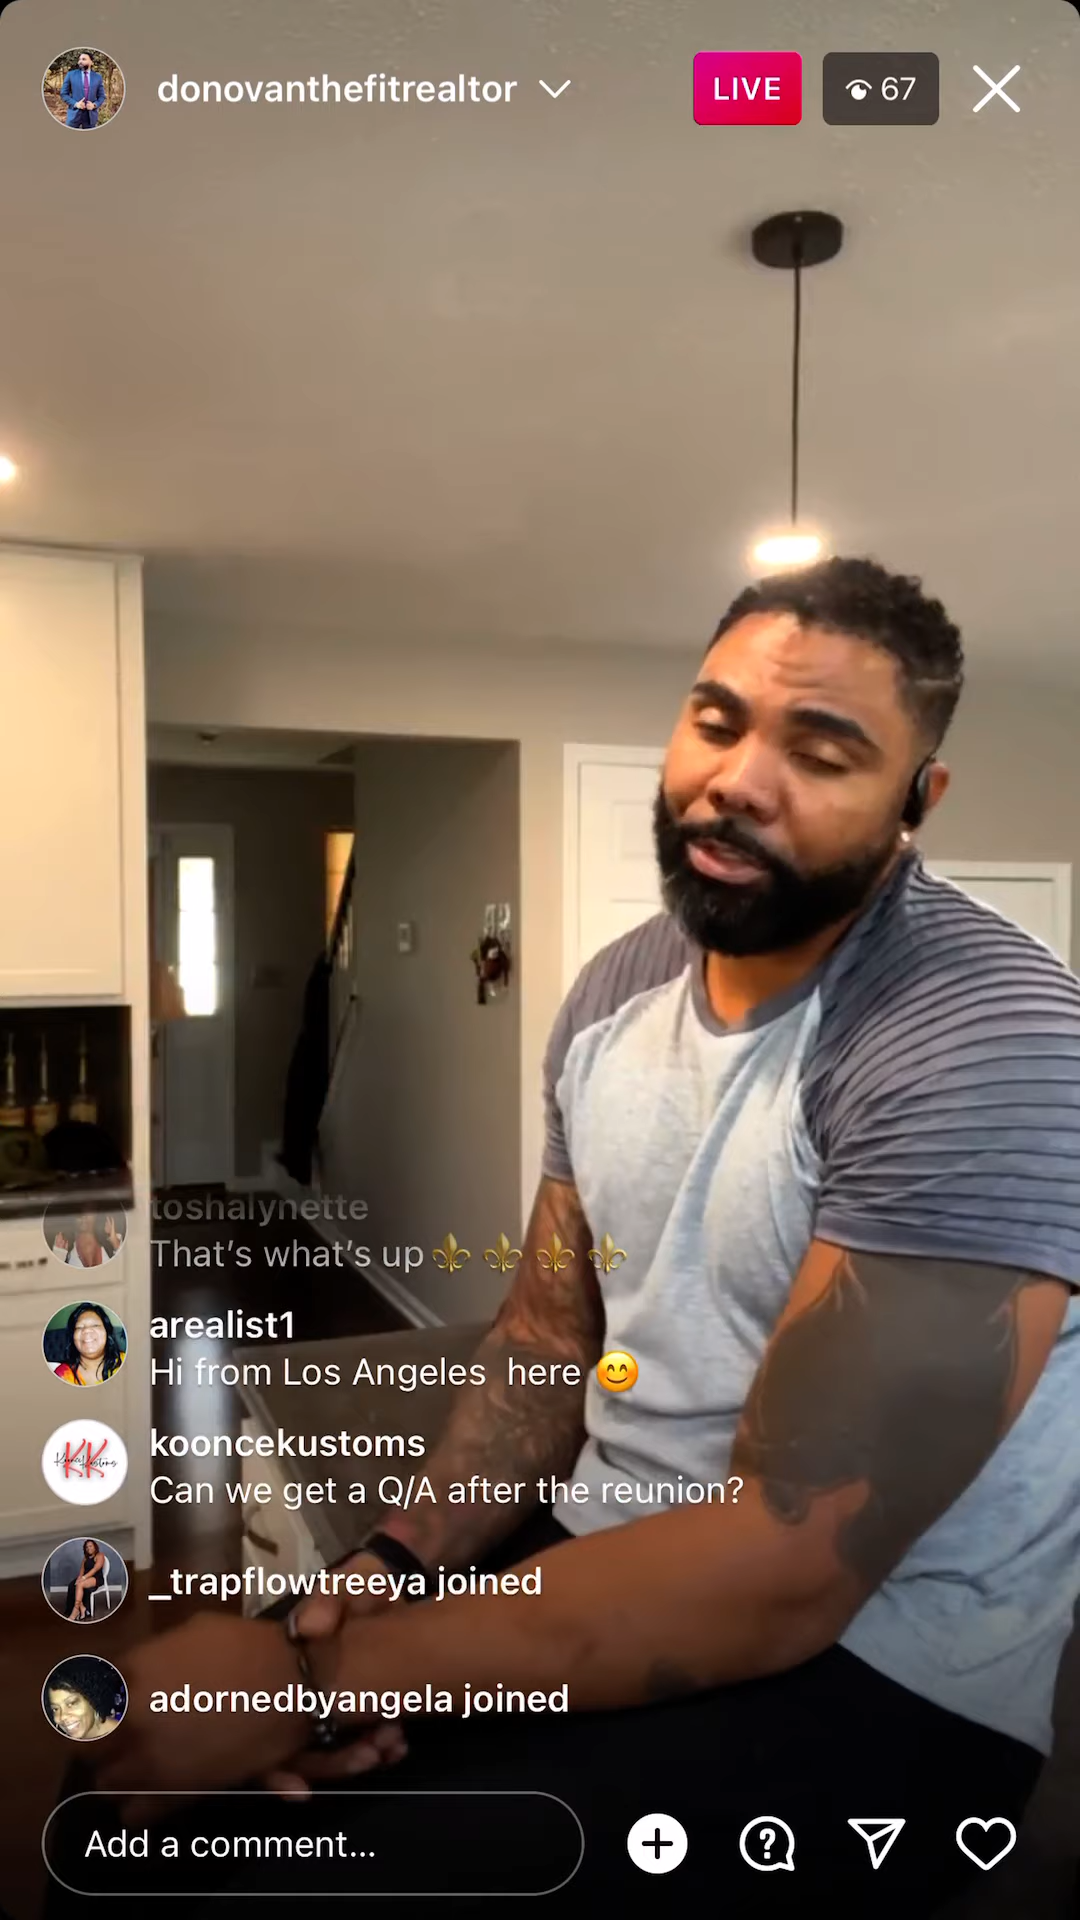 donovanthefitrealtor
LIVE
67
toshalynette
That's what's up⚜️⚜️⚜️⚜️
arealist1
Hi from Los Angeles here 😊
KK
kooncekustoms
Can we get a Q/A after the reunion?
_trapflowtreeya joined
adornedbyangela joined
Add a comment...